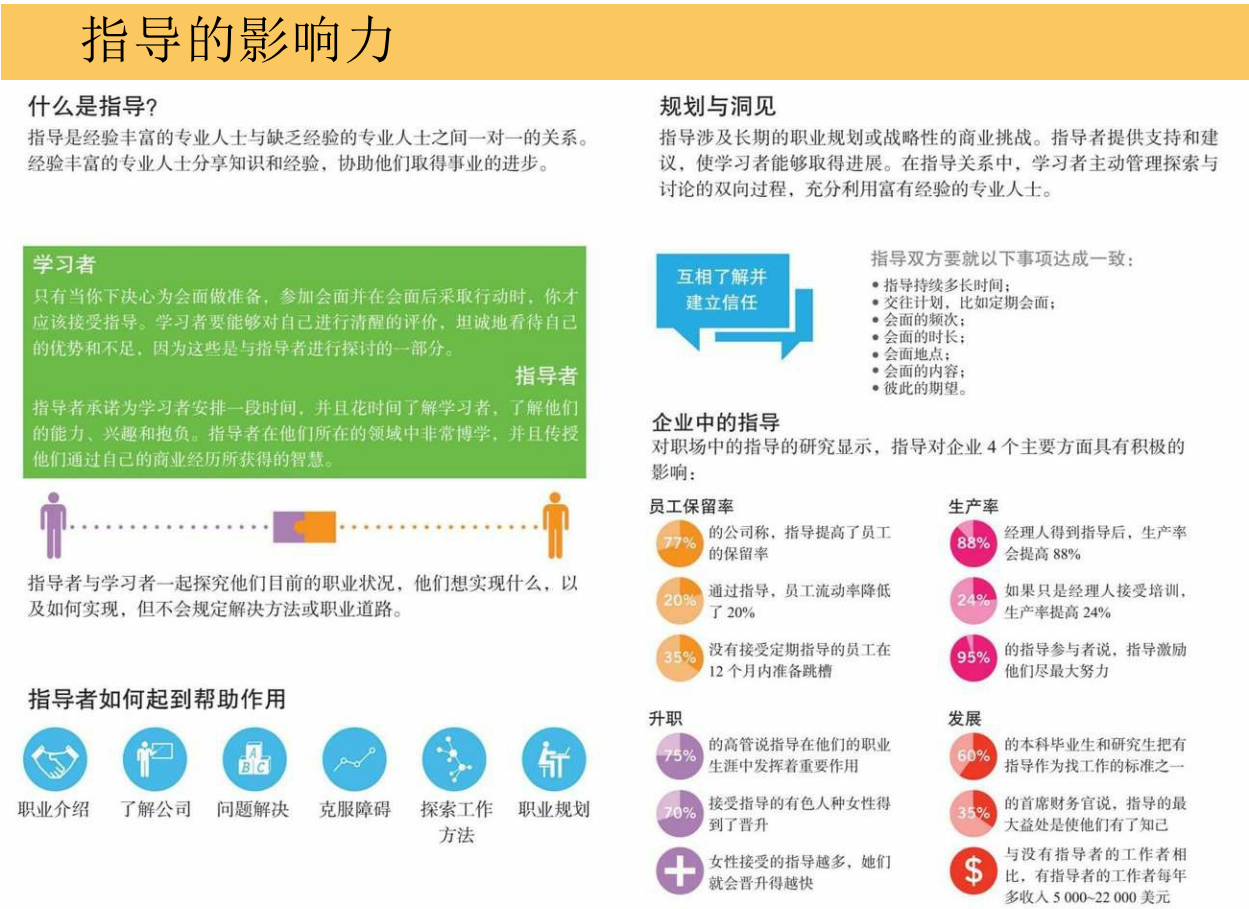 指导的影响力
什么是指导?
指导是经验丰富的专业人士与缺乏经验的专业人士之间一对一的关系。
经验丰富的专业人士分享知识和经验，协助他们取得事业的进步。
学习者
只有当你下决心为会面做准备，参加会面并在会面后采取行动时，你才
应该接受指导。学习者要能够对自己进行清醒的评价，坦诚地看待自己
的优势和不足，因为这些是与指导者进行探讨的一部分。
指导者
指导者承诺为学习者安排一段时间，并且花时间了解学习者，了解他们
的能力、兴趣和抱负。指导者在他们所在的领域中非常博学，并且传授
他们通过自己的商业经历所获得的智慧。
指导者与学习者一起探究他们目前的职业状况，他们想实现什么，以
及如何实现，但不会规定解决方法或职业道路。
指导者如何起到帮助作用
职业介绍
了解公司
A
B C
问题解决
克服障碍
探索工作
方法
职业规划
规划与洞见
指导涉及长期的职业规划或战略性的商业挑战。指导者提供支持和建
议，使学习者能够取得进展。在指导关系中，学习者主动管理探索与
讨论的双向过程，充分利用富有经验的专业人士。
互相了解并
建立信任
指导双方要就以下事项达成一致：
• 指导持续多长时间；
• 交往计划，比如定期会面；
• 会面的频次；
• 会面的时长；
• 会面地点；
• 会面的内容；
• 彼此的期望。
企业中的指导
对职场中的指导的研究显示，指导对企业 4 个主要方面具有积极的
影响：
员工保留率
77%
的公司称，指导提高了员工
的保留率
20%
通过指导，员工流动率降低
了 20%
35%
没有接受定期指导的员工在
12 个月内准备跳槽
生产率
88%
经理人得到指导后，生产率
会提高 88%
24%
如果只是经理人接受培训，
生产率提高 24%
95%
的指导参与者说，指导激励
他们尽最大努力
升职
75%
的高管说指导在他们的职业
生涯中发挥着重要作用
70%
接受指导的有色人种女性得
到了晋升
女性接受的指导越多，她们
就会晋升得越快
发展
60%
的本科毕业生和研究生把有
指导作为找工作的标准之一
35%
的首席财务官说，指导的最
大益处是使他们有了知己
$
与没有指导者的工作者相
比，有指导者的工作者每年
多收入 5 000~22 000 美元